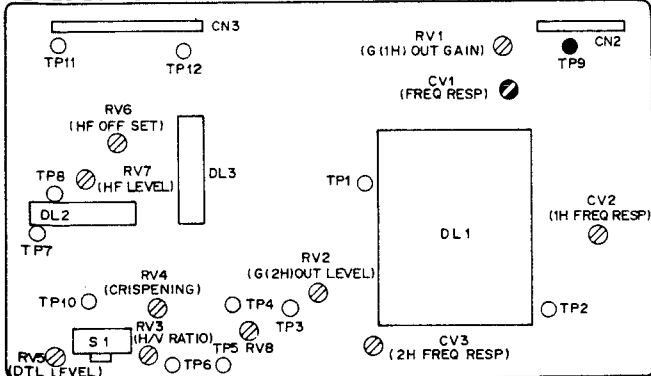 CN3
TP11
TP12
RV1
(G(1H) OUT GAIN)
CN2
TP9
CV1
(FREQ RESP)
RV6
(HF OFF SET)
RV7
(HF LEVEL)
TP8
DL2
TP7
DL3
TP1
DL1
CV2
(1H FREQ RESP)
RV2
(G(2H)OUT LEVEL)
RV4
(CRISPENING)
TP10
TP4
TP3
TP2
S1
RV3
(H/V RATIO)
RV5
(DTL LEVEL)
TP6
TP5
RV8
CV3
(2H FREQ RESP)